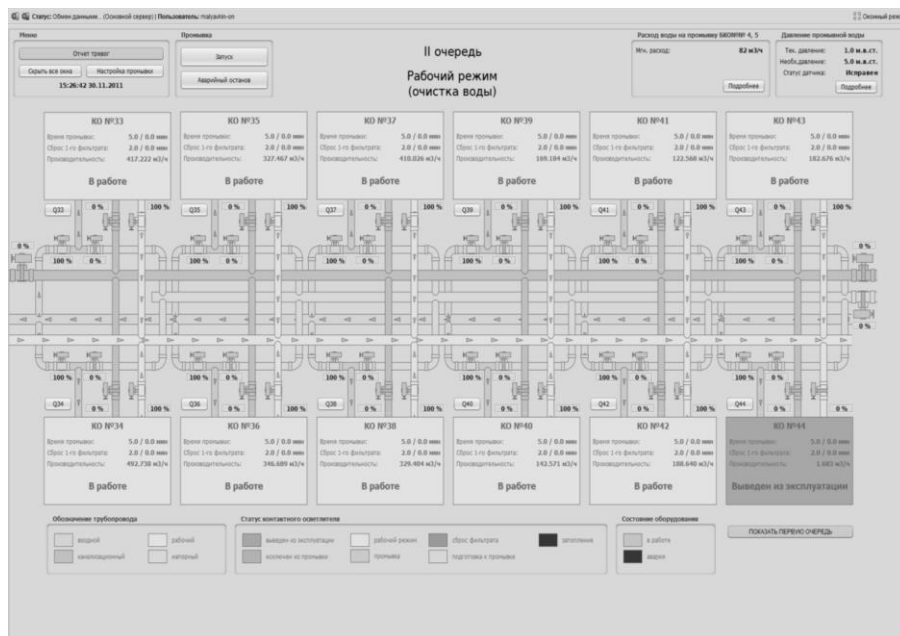 Статус: Обмен данными... (Основной сервер) | Пользователь: malyavkin-on
Оконный реж
Меню
Отчет тревог
Скрыть все окна Настройка промывки
15:26:42 30.11.2011
Промывка
Запуск
Аварийный останов
II очередь
Рабочий режим
(очистка воды)
Расход воды на промывку БКО№№ 4, 5
Мгн. расход: 82 м3/ч
Подробнее
Давление промывной воды
Тек. давление: 1.0 м.в.ст.
Необх.давление: 5.0 м.в.ст.
Статус датчика: Исправен
Подробнее
КО №33
Время промывки: 5.0 / 0.0 мин
Сброс 1-го фильтрата: 2.0 / 0.0 мин
Производительность: 417.222 м3/ч
В работе
КО №35
Время промывки: 5.0 / 0.0 мин
Сброс 1-го фильтрата: 2.0 / 0.0 мин
Производительность: 327.467 м3/ч
В работе
КО №37
Время промывки: 5.0 / 0.0 мин
Сброс 1-го фильтрата: 2.0 / 0.0 мин
Производительность: 410.026 м3/ч
В работе
КО №39
Время промывки: 5.0 / 0.0 мин
Сброс 1-го фильтрата: 2.0 / 0.0 мин
Производительность: 169.184 м3/ч
В работе
КО №41
Время промывки: 5.0 / 0.0 мин
Сброс 1-го фильтрата: 2.0 / 0.0 мин
Производительность: 122.568 м3/ч
В работе
КО №43
Время промывки: 5.0 / 0.0 мин
Сброс 1-го фильтрата: 2.0 / 0.0 мин
Производительность: 182.676 м3/ч
В работе
Q33 0 % 100 % Q35 0 % 100 % Q37 0 % 100 % Q39 0 % 100 % Q41 0 % 100 % Q43 0 % 100 %
0 % 0 %
100 % 0 % 100 % 0 % 100 % 0 % 100 % 0 % 100 % 0 % 100 % 0 %
0 %
100 % 0 % 100 % 0 % 100 % 0 % 100 % 0 % 100 % 0 % 100 % 0 %
Q34 0 % 100 % Q36 0 % 100 % Q38 0 % 100 % Q40 0 % 100 % Q42 0 % 100 % Q44 0 % 0 %
КО №34
Время промывки: 5.0 / 0.0 мин
Сброс 1-го фильтрата: 2.0 / 0.0 мин
Производительность: 492.738 м3/ч
В работе
КО №36
Время промывки: 5.0 / 0.0 мин
Сброс 1-го фильтрата: 2.0 / 0.0 мин
Производительность: 346.689 м3/ч
В работе
КО №38
Время промывки: 5.0 / 0.0 мин
Сброс 1-го фильтрата: 2.0 / 0.0 мин
Производительность: 329.404 м3/ч
В работе
КО №40
Время промывки: 5.0 / 0.0 мин
Сброс 1-го фильтрата: 2.0 / 0.0 мин
Производительность: 142.571 м3/ч
В работе
КО №42
Время промывки: 5.0 / 0.0 мин
Сброс 1-го фильтрата: 2.0 / 0.0 мин
Производительность: 188.640 м3/ч
В работе
КО №44
Время промывки: 5.0 / 0.0 мин
Сброс 1-го фильтрата: 2.0 / 0.0 мин
Производительность: 1.483 м3/ч
Выведен из эксплуатации
Обозначение трубопровода
входной рабочий
канализационный напорный
Статус контактного осветлителя
выведен из эксплуатации рабочий режим сброс фильтрата затопление
исключен из промывки промывка подготовка к промывке
Состояние оборудования
в работе
авария
ПОКАЗАТЬ ПЕРВУЮ ОЧЕРЕДЬ